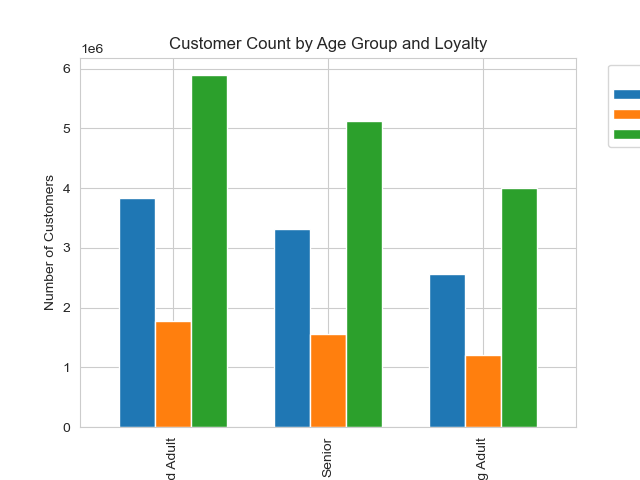 Customer Count by Age Group and Loyalty
1e6
6
5
4
3
2
1
0
Number of Customers
d Adult
Senior
g Adult